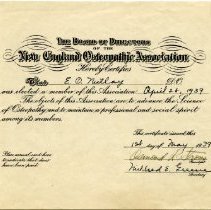 THE BOARD OF DIRECTORS
OF THE
New England Osteopathic Association
Hereby Certifies
That E. O. D.O.
was elected a member of this Association April 26, 1939
The objects of this Association are to advance the Science
of Osteopathy and to maintain a professional and social spirit
among its members.
This certificate issued this
1st day of May 1939
Mildred E. Greene
Secretary